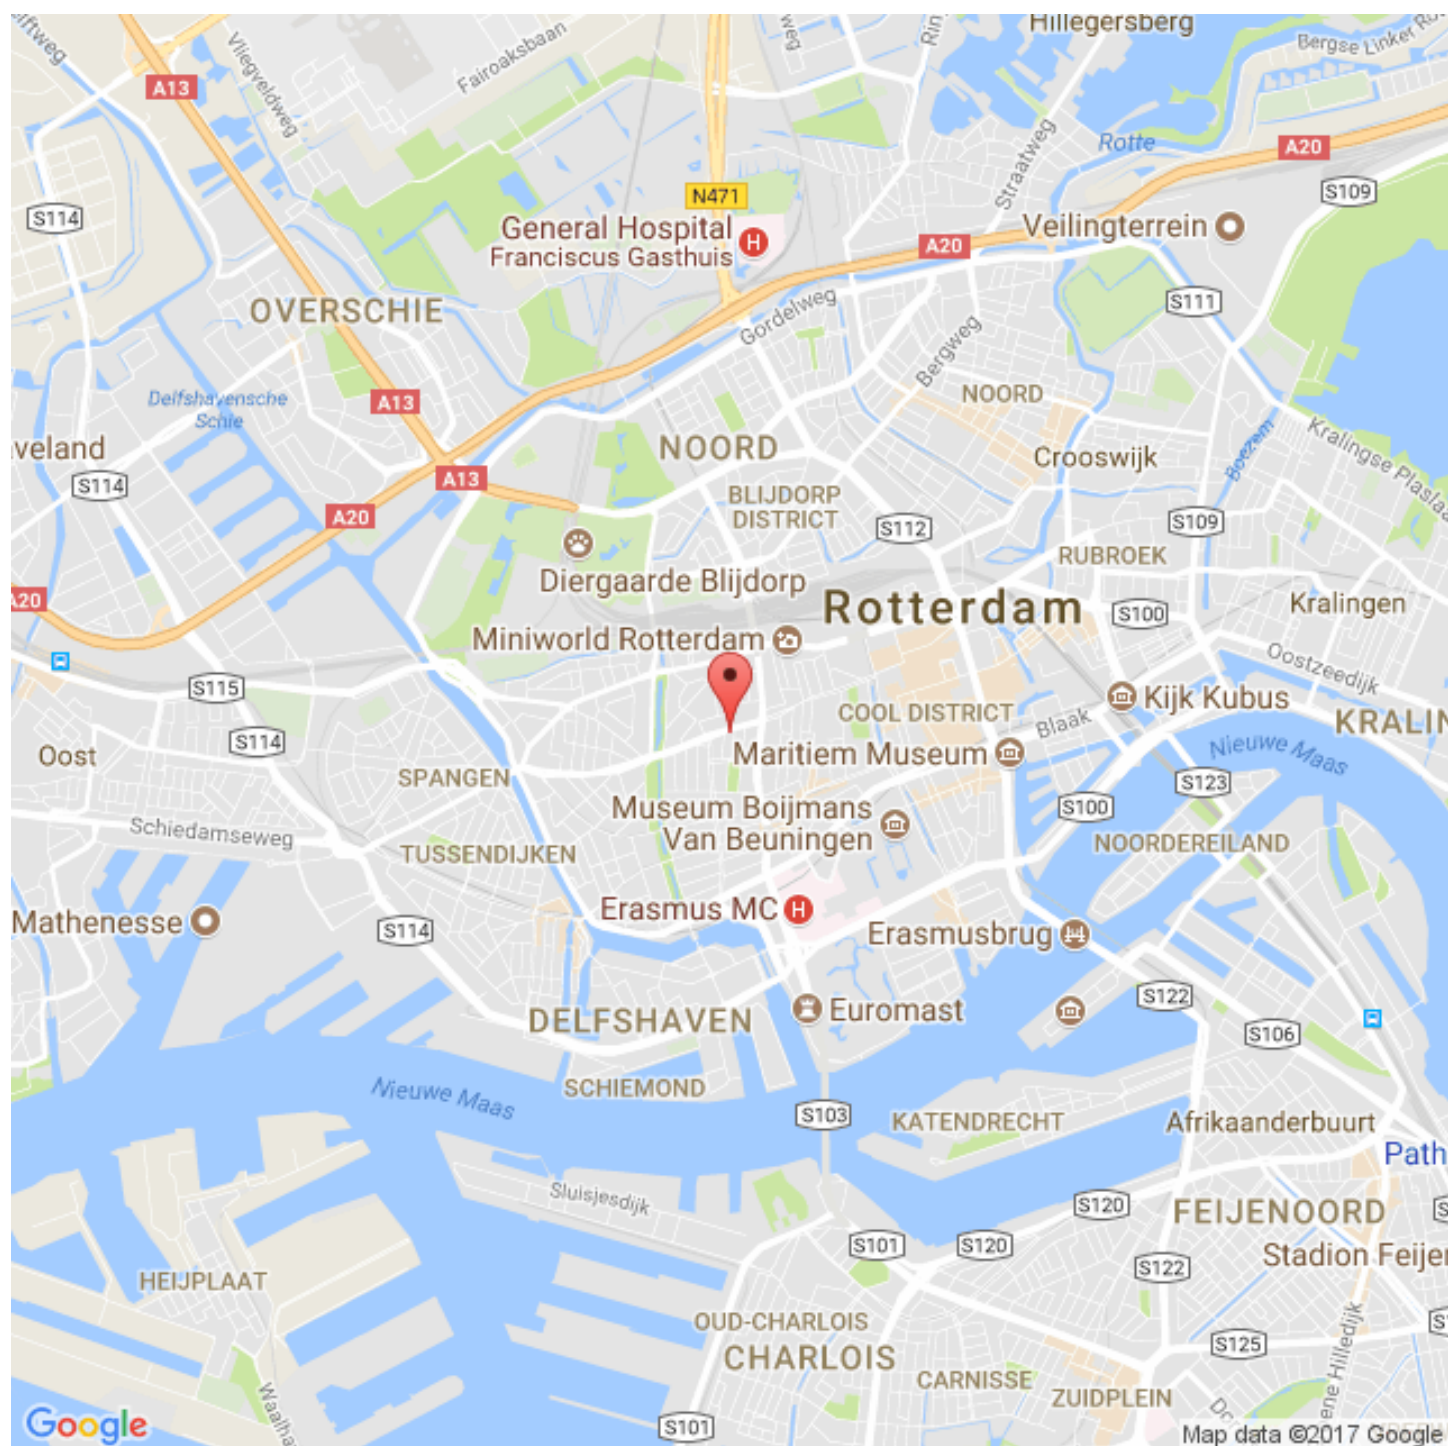 Hillegersberg
Bergse Linker
A13
Vliegveldweg
Fairoaksbaan
Straatweg
Rotte
A20
S109
N471
S114
General Hospital
Franciscus Gasthuis
A20
Veilingterrein
S111
OVERSCHIE
Gordelweg
Bergweg
Delfshavensche
Schie
A13
NOORD
NOORD
Kralingse Plaslaan
aveland
S114
A13
Crooswijk
Boezem
A20
BLIJDORP
DISTRICT
S112
S109
RUBROEK
Diergaarde Blijdorp
A20
Rotterdam
S100
Kralingen
Miniworld Rotterdam
Oostzeedijk
S115
S114
COOL DISTRICT
Blaak
Kijk Kubus
KRALIN
Oost
SPANGEN
Maritiem Museum
Nieuwe Maas
S123
Schiedamseweg
Museum Boijmans
Van Beuningen
S100
TUSSENDIJKEN
NOORDEREILAND
Mathenesse
S114
Erasmus MC
Erasmusbrug
S122
DELFSHAVEN
Euromast
S106
Nieuwe Maas
SCHIEMOND
S103
KATENDRECHT
Afrikaanderbuurt
Path
Sluisjesdijk
S120
FEIJENOORD
S101
S120
S122
Stadion Feijen
HEIJPLAAT
OUD-CHARLOIS
CHARLOIS
S125
CARNISSE
ZUIDPLEIN
ene Hilledijk
Waalha
S101
Google
Map data ©2017 Google